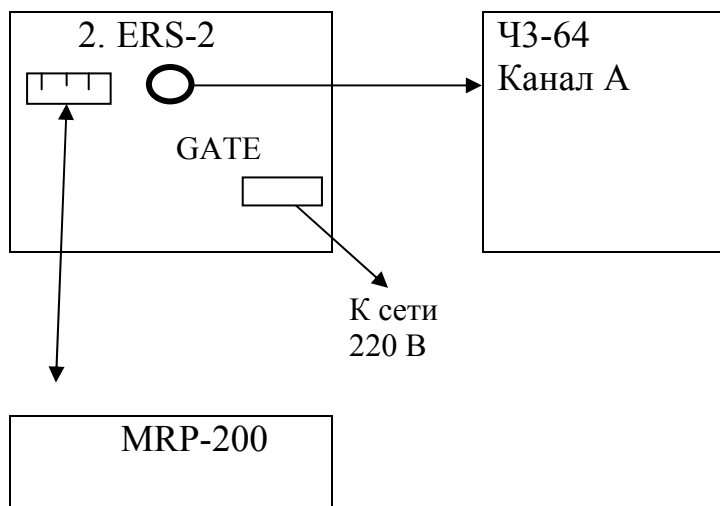 2. ERS-2
GATE
Ч3-64
Канал А
К сети
220 В
MRP-200